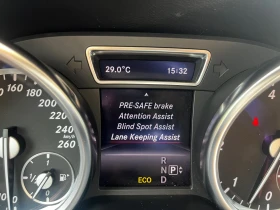 29.0°C 15:32
PRE-SAFE brake
Attention Assist
Blind Spot Assist
Lane Keeping Assist
R
N P
ECO D
160
180
200
220
240
260
km/h